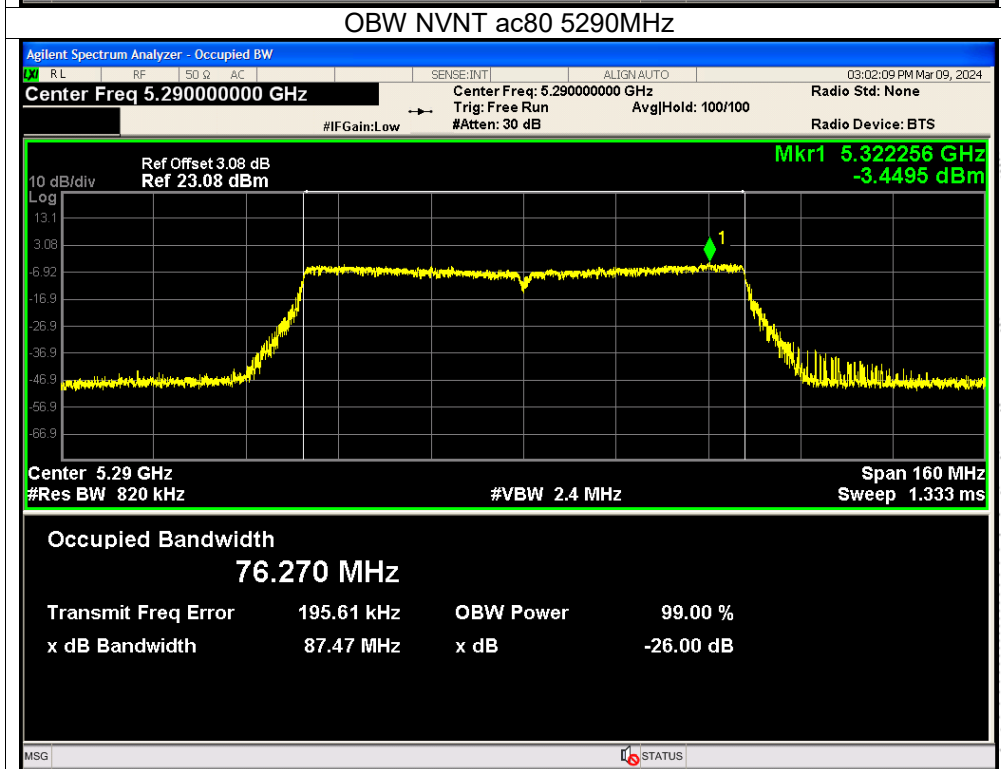 OBW NVNT ac80 5290MHz
Agilent Spectrum Analyzer - Occupied BW
LXI RL RF 50 Ω AC SENSE:INT ALIGN AUTO 03:02:09 PM Mar 09, 2024
Center Freq 5.290000000 GHz Center Freq: 5.290000000 GHz Radio Std: None
Trig: Free Run Avg|Hold: 100/100
#IFGain:Low #Atten: 30 dB Radio Device: BTS
Mkr1 5.322256 GHz
Ref Offset 3.08 dB
-3.4495 dBm
10 dB/div Ref 23.08 dBm
Log
13.1
1
3.08
-6.92
-16.9
-26.9
-36.9
-46.9
-56.9
-66.9
Center 5.29 GHz Span 160 MHz
#Res BW 820 kHz #VBW 2.4 MHz Sweep 1.333 ms
Occupied Bandwidth
76.270 MHz
Transmit Freq Error 195.61 kHz OBW Power 99.00 %
x dB Bandwidth 87.47 MHz x dB -26.00 dB
MSG STATUS